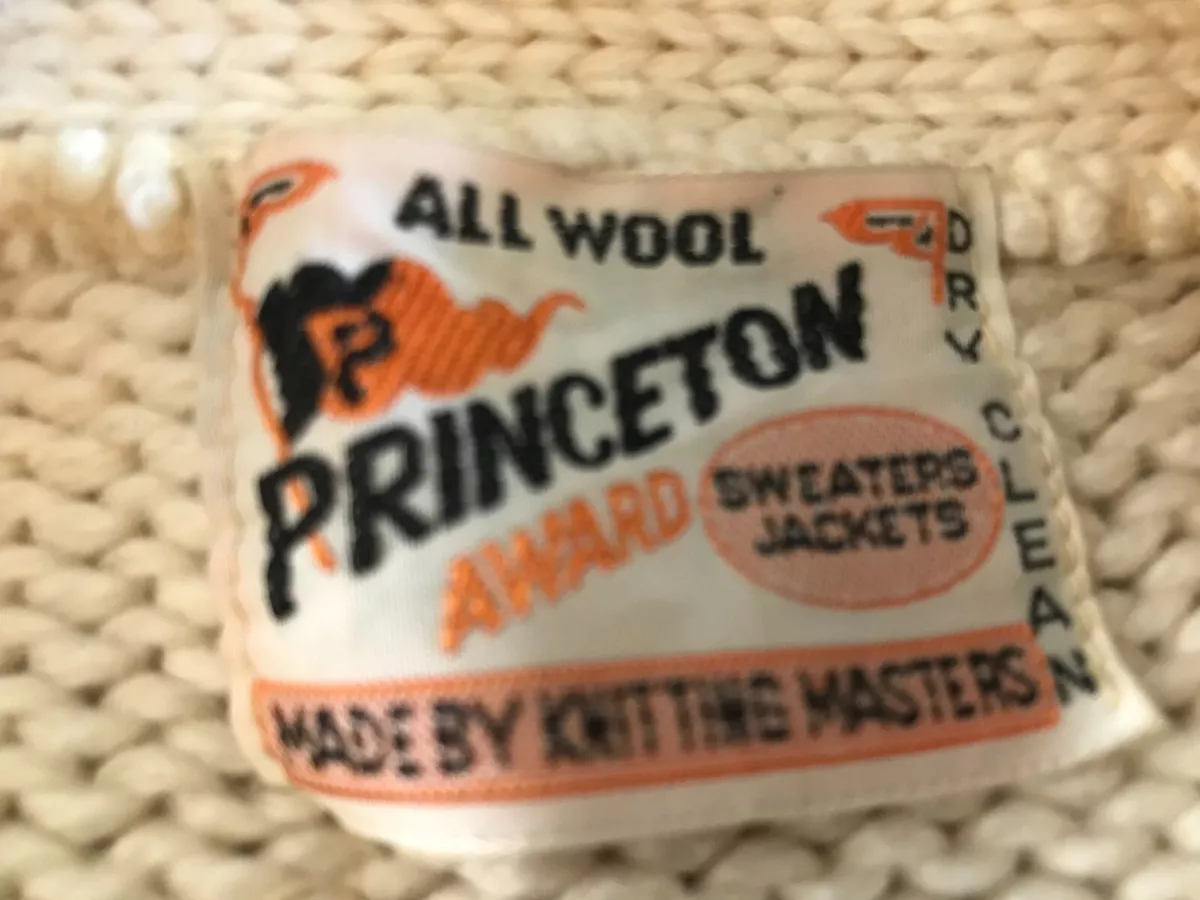 ALL WOOL
P
PRINCETON
AWARD
SWEATERS
JACKETS
MADE BY KNITTING MASTERS
DRY CLEAN